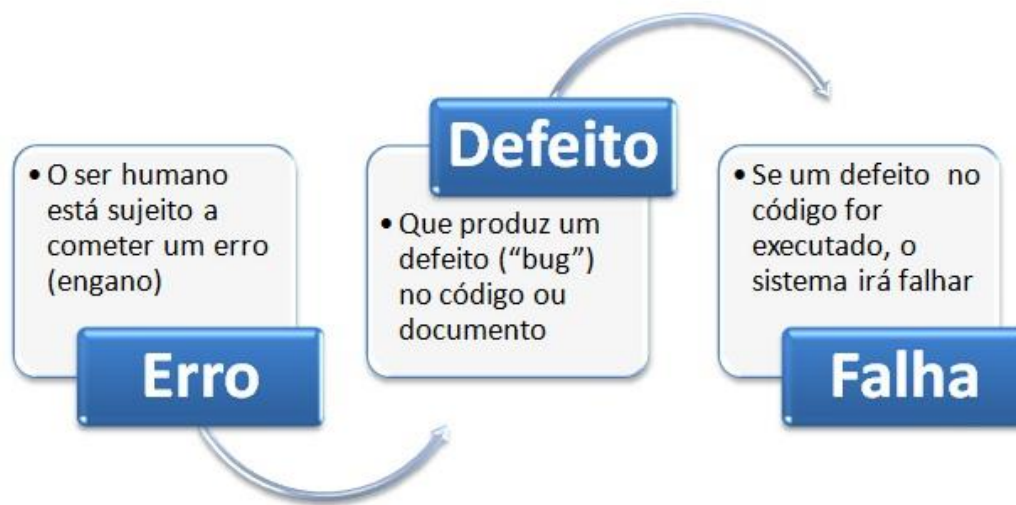 • O ser humano
está sujeito a
cometer um erro
(engano)
Erro
Defeito
• Que produz um
defeito (“bug”)
no código ou
documento
• Se um defeito no
código for
executado, o
sistema irá falhar
Falha